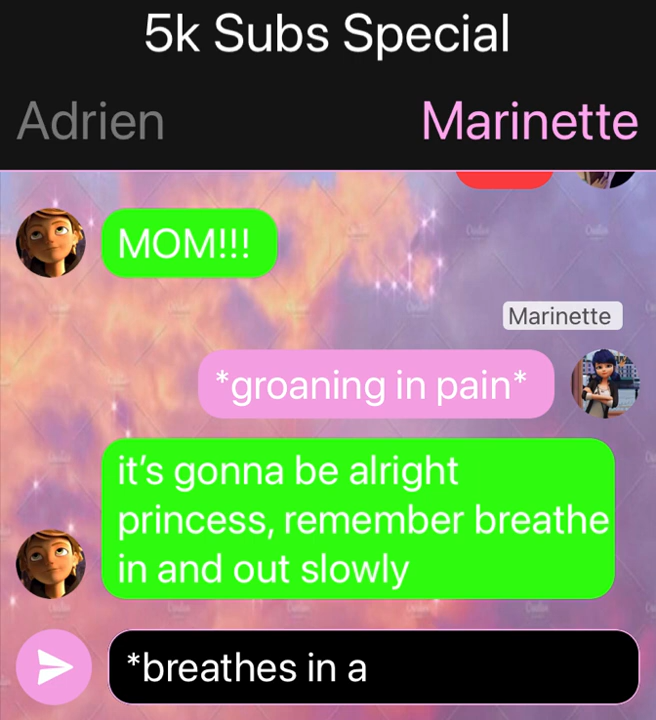 5k Subs Special
Adrien
Marinette
MOM!!!
Marinette
*groaning in pain*
it’s gonna be alright
princess, remember breathe
in and out slowly
*breathes in a